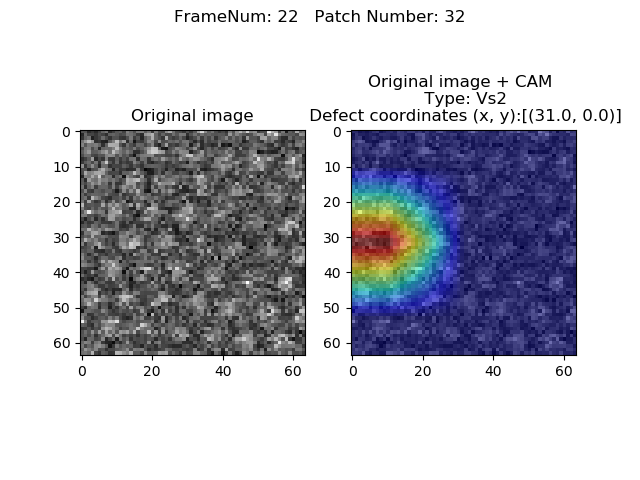 FrameNum: 22   Patch Number: 32
Original image
Original image + CAM
Type: Vs2
Defect coordinates (x, y):[(31.0, 0.0)]
0
10
20
30
40
50
60
0 20 40 60
0
10
20
30
40
50
60
0 20 40 60